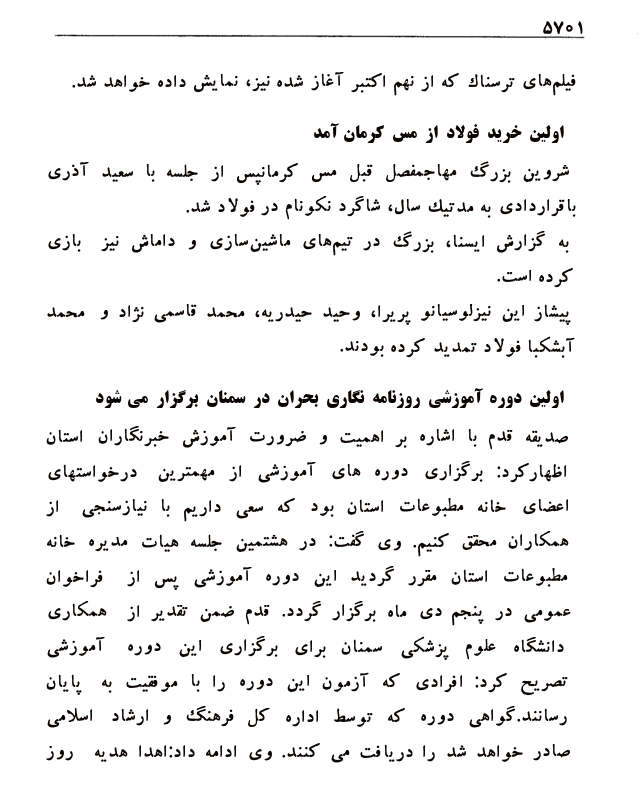 ۵۷۰۱
فیلم‌های ترسناك که از نهم اکتبر آغاز شده نیز، نمایش داده خواهد شد.
اولین خرید فولاد از مس کرمان آمد
شروین بزرگ مهاجمفصل قبل مس کرمانپس از جلسه با سعید آذری
باقراردادی به مدتیك سال، شاگرد نکونام در فولاد شد.
به گزارش ایسنا، بزرگ در تیم‌های ماشین‌سازی و داماش نیز بازی
کرده است.
پیشاز این نیزلوسیانو پریرا، وحید حیدریه، محمد قاسمی نژاد و محمد
آبشکبا فولاد تمدید کرده بودند.
اولین دوره آموزشی روزنامه نگاری بحران در سمنان برگزار می شود
صدیقه قدم با اشاره بر اهمیت و ضرورت آموزش خبرنگاران استان
اظهارکرد: برگزاری دوره های آموزشی از مهمترین درخواستهای
اعضای خانه مطبوعات استان بود که سعی داریم با نیازسنجی از
همکاران محقق کنیم. وی گفت: در هشتمین جلسه هیات مدیره خانه
مطبوعات استان مقرر گردید این دوره آموزشی پس از فراخوان
عمومی در پنجم دی ماه برگزار گردد. قدم ضمن تقدیر از همکاری
دانشگاه علوم پزشکی سمنان برای برگزاری این دوره آموزشی
تصریح کرد: افرادی که آزمون این دوره را با موفقیت به پایان
رسانند.گواهی دوره که توسط اداره کل فرهنگ و ارشاد اسلامی
صادر خواهد شد را دریافت می کنند. وی ادامه داد:اهدا هدیه روز